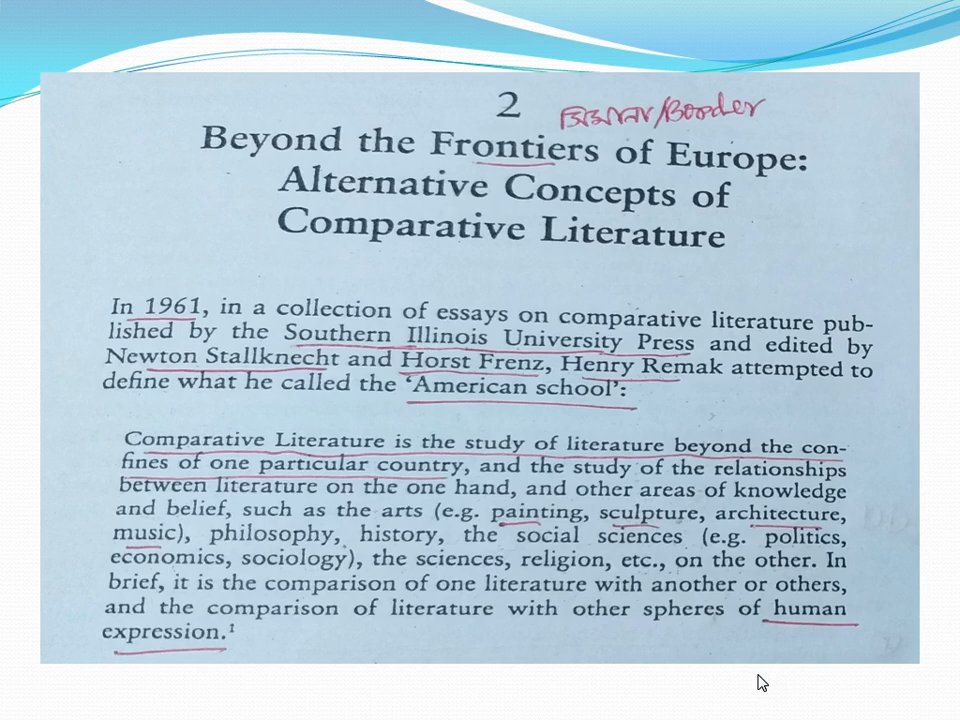 2
/Boorder
Beyond the Frontiers of Europe:
Alternative Concepts of
Comparative Literature
In 1961, in a collection of essays on comparative literature pub-
lished by the Southern Illinois University Press and edited by
Newton Stallknecht and Horst Frenz, Henry Remak attempted to
define what he called the ‘American school’:
Comparative Literature is the study of literature beyond the con-
fines of one particular country, and the study of the relationships
between literature on the one hand, and other areas of knowledge
and belief, such as the arts (e.g. painting, sculpture, architecture,
music), philosophy, history, the social sciences (e.g. politics,
economics, sociology), the sciences, religion, etc., on the other. In
brief, it is the comparison of one literature with another or others,
and the comparison of literature with other spheres of human
expression.¹